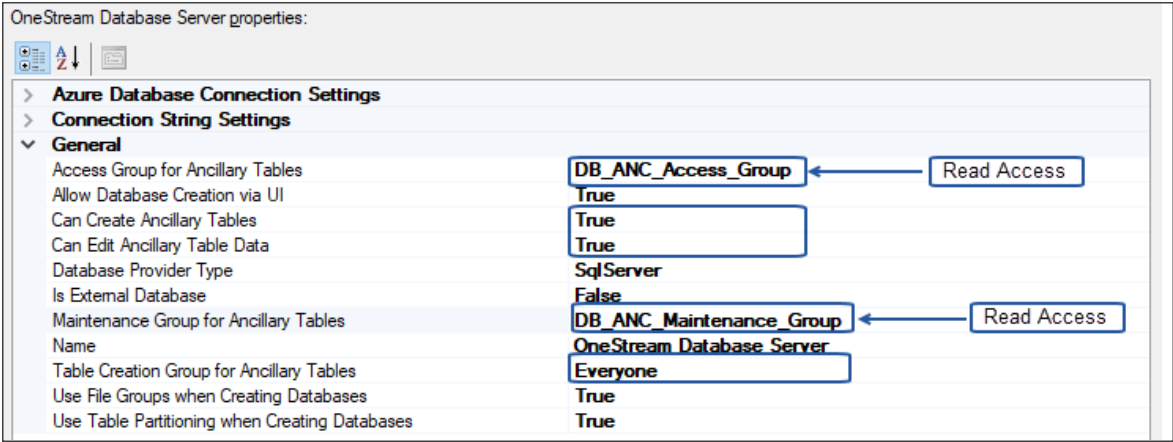 OneStream Database Server properties:
Azure Database Connection Settings
Connection String Settings
General
Access Group for Ancillary Tables DB_ANC_Access_Group Read Access
Allow Database Creation via UI True
Can Create Ancillary Tables True
Can Edit Ancillary Table Data True
Database Provider Type SqlServer
Is External Database False
Maintenance Group for Ancillary Tables DB_ANC_Maintenance_Group Read Access
Name OneStream Database Server
Table Creation Group for Ancillary Tables Everyone
Use File Groups when Creating Databases True
Use Table Partitioning when Creating Databases True